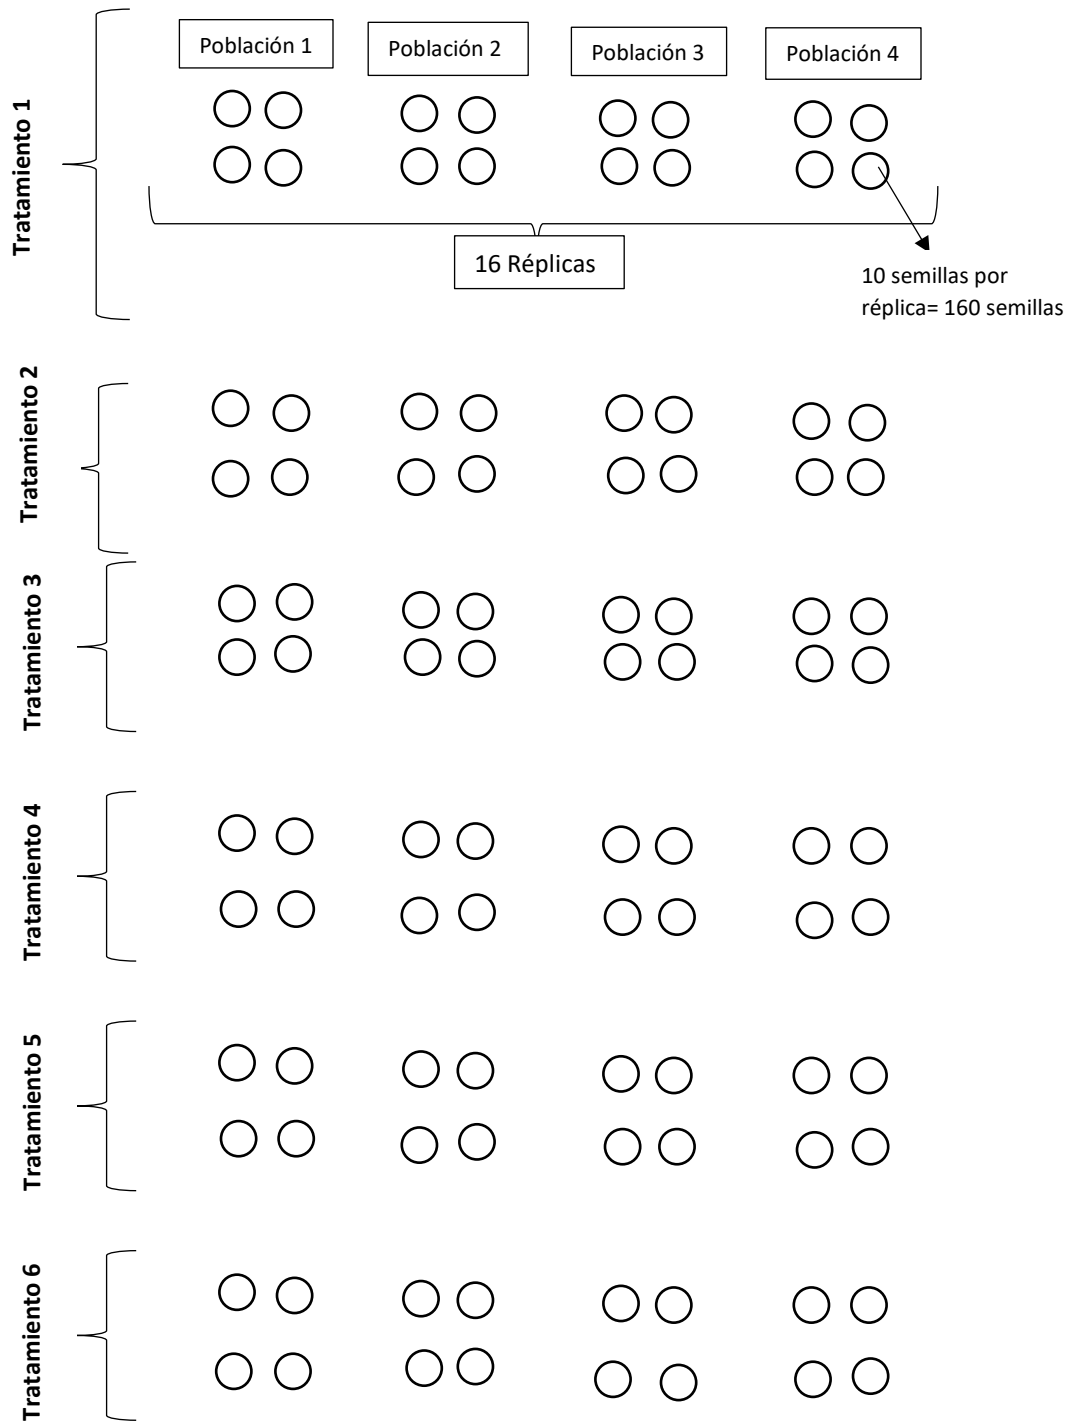 Población 1
Población 2
Población 3
Población 4
Tratamiento 1
16 Réplicas
10 semillas por
réplica= 160 semillas
Tratamiento 2
Tratamiento 3
Tratamiento 4
Tratamiento 5
Tratamiento 6